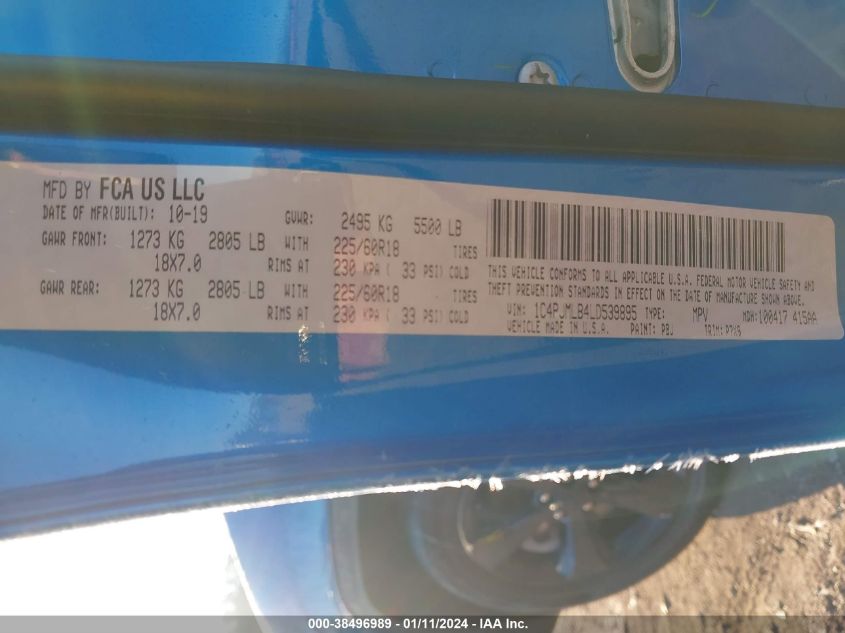 MFD BY FCA US LLC
DATE OF MFR(BUILT): 10-19 GVWR: 2495 KG 5500 LB
GAWR FRONT: 1273 KG 2805 LB WITH 225/60R18 TIRES
18X7.0 RIMS AT 230 KPA ( 33 PSI) COLD
GAWR REAR: 1273 KG 2805 LB WITH 225/60R18 TIRES
18X7.0 RIMS AT 230 KPA ( 33 PSI) COLD
THIS VEHICLE CONFORMS TO ALL APPLICABLE U.S.A. FEDERAL MOTOR VEHICLE SAFETY AND
THEFT PREVENTION STANDARDS IN EFFECT ON THE DATE OF MANUFACTURE SHOWN ABOVE.
VIN: 1C4PJMLB4LD539895 TYPE: MPV MDH:100417 415AA
VEHICLE MADE IN U.S.A. PAINT: PBJ TRIM:
000-38496989 - 01/11/2024 - IAA Inc.